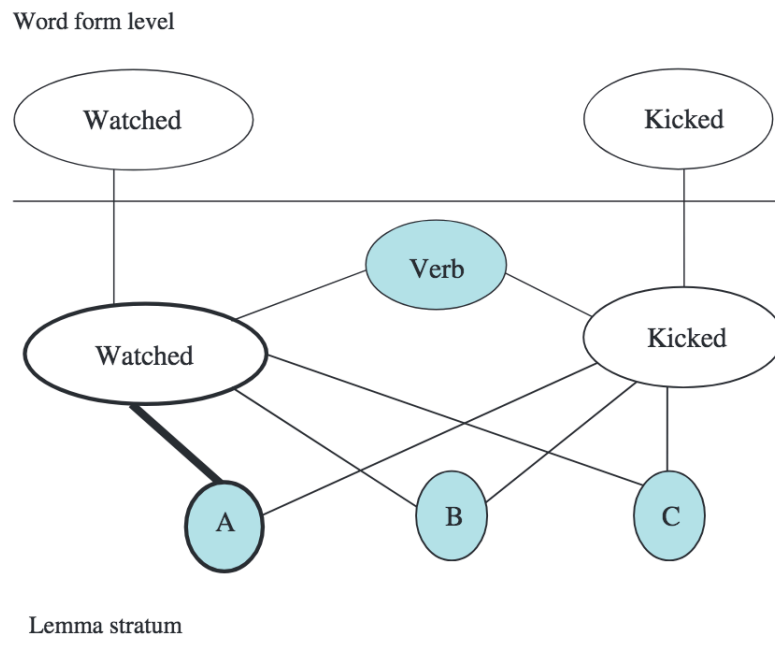 Word form level
Watched
Kicked
Verb
Watched
Kicked
A
B
C
Lemma stratum